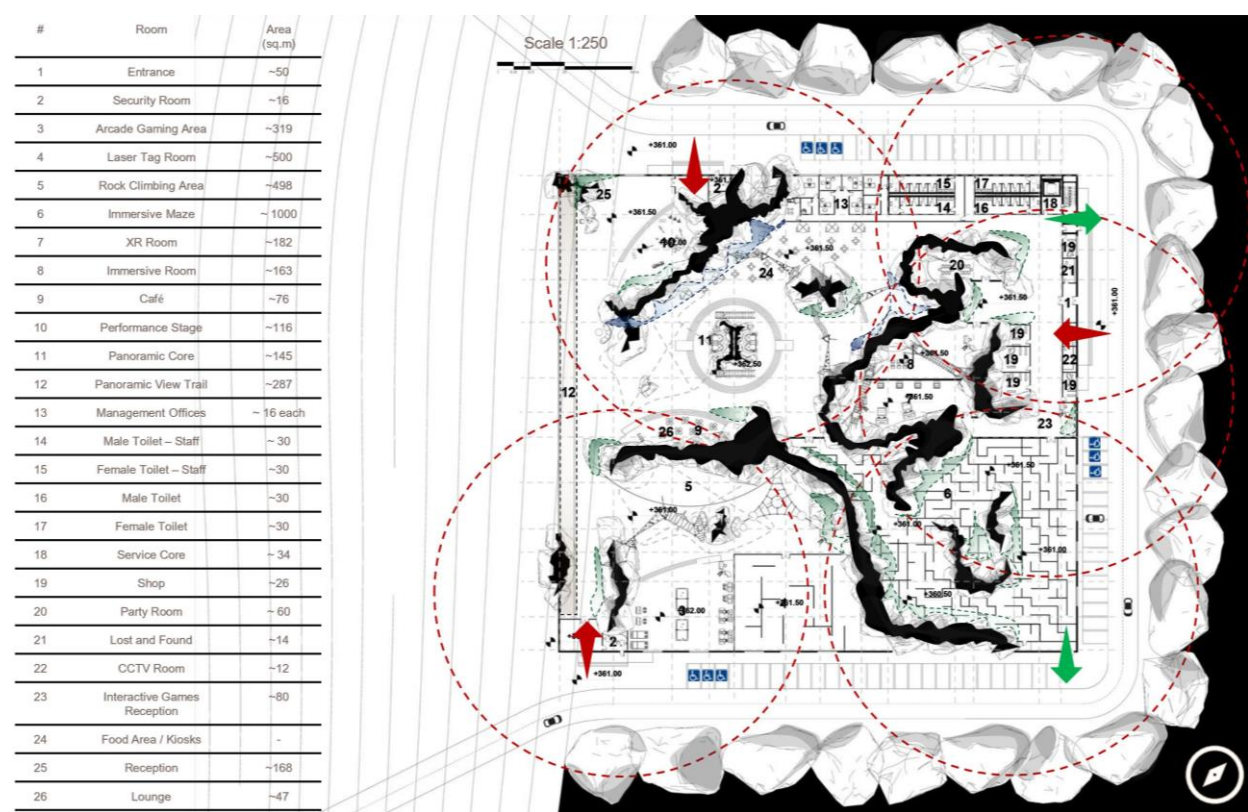 # Room Area (sq.m)
1 Entrance ~50
2 Security Room ~16
3 Arcade Gaming Area ~319
4 Laser Tag Room ~500
5 Rock Climbing Area ~498
6 Immersive Maze ~ 1000
7 XR Room ~182
8 Immersive Room ~163
9 Café ~76
10 Performance Stage ~116
11 Panoramic Core ~145
12 Panoramic View Trail ~287
13 Management Offices ~ 16 each
14 Male Toilet – Staff ~ 30
15 Female Toilet – Staff ~30
16 Male Toilet ~30
17 Female Toilet ~30
18 Service Core ~ 34
19 Shop ~26
20 Party Room ~ 60
21 Lost and Found ~14
22 CCTV Room ~12
23 Interactive Games Reception ~80
24 Food Area / Kiosks -
25 Reception ~168
26 Lounge ~47
Scale 1:250
+361.00
25
2
13
15
17
14
16
18
+361.50
10
24
+361.50
20
19
21
+361.50
1
+361.00
11
+362.50
8
+361.50
19
19
19
22
19
+361.50
12
26
9
23
5
6
+361.50
+361.00
+361.00
+361.00
+360.50
3
2
+361.00